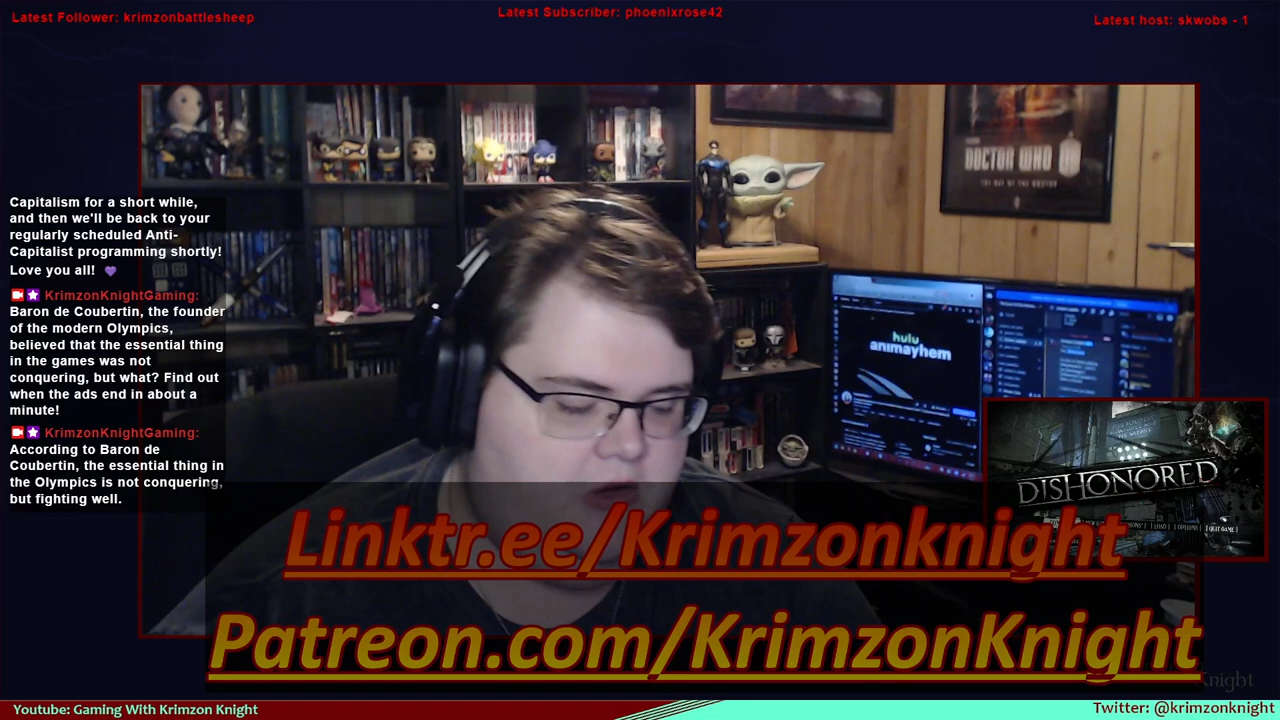 Latest Follower: krimzonbattlesheep
Latest Subscriber: phoenixrose42
Latest host: skwobs - 1
DOCTOR WHO
Capitalism for a short while,
and then we'll be back to your
regularly scheduled Anti-
Capitalist programming shortly!
Love you all!
KrimzonKnightGaming:
Baron de Coubertin, the founder
of the modern Olympics,
believed that the essential thing
in the games was not
conquering, but what? Find out
when the ads end in about a
minute!
KrimzonKnightGaming:
According to Baron de
Coubertin, the essential thing in
the Olympics is not conquering,
but fighting well.
hulu
animayhem
DISHONORED
LOAD | OPTIONS | QUIT GAME
Linktr.ee/Krimzonknight
Patreon.com/KrimzonKnight
Knight
Youtube: Gaming With Krimzon Knight
Twitter: @krimzonknight